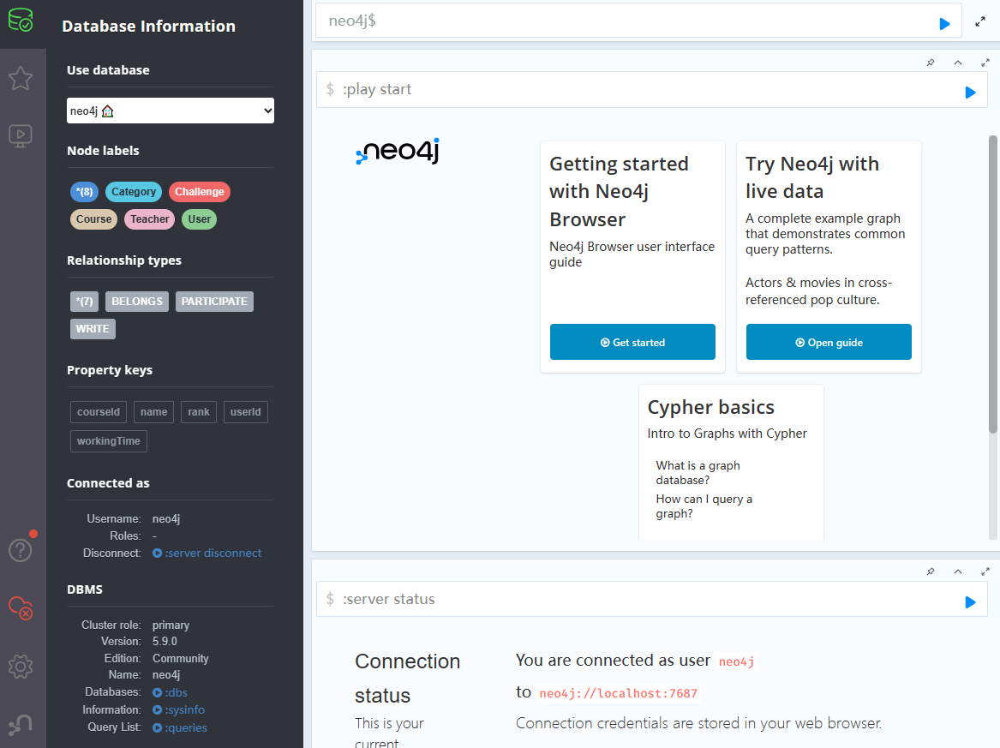 Database Information
Use database
neo4j
Node labels
*(8) Category Challenge
Course Teacher User
Relationship types
*(7) BELONGS PARTICIPATE
WRITE
Property keys
courseId name rank userId
workingTime
Connected as
Username: neo4j
Roles: -
Disconnect: :server disconnect
DBMS
Cluster role: primary
Version: 5.9.0
Edition: Community
Name: neo4j
Databases: :dbs
Information: :sysinfo
Query List: :queries
neo4j$
$ :play start
neo4j
Getting started
with Neo4j
Browser
Neo4j Browser user interface
guide
Get started
Try Neo4j with
live data
A complete example graph
that demonstrates common
query patterns.
Actors & movies in cross-
referenced pop culture.
Open guide
Cypher basics
Intro to Graphs with Cypher
What is a graph
database?
How can I query a
graph?
$ :server status
Connection
status
This is your
current
You are connected as user neo4j
to neo4j://localhost:7687
Connection credentials are stored in your web browser.